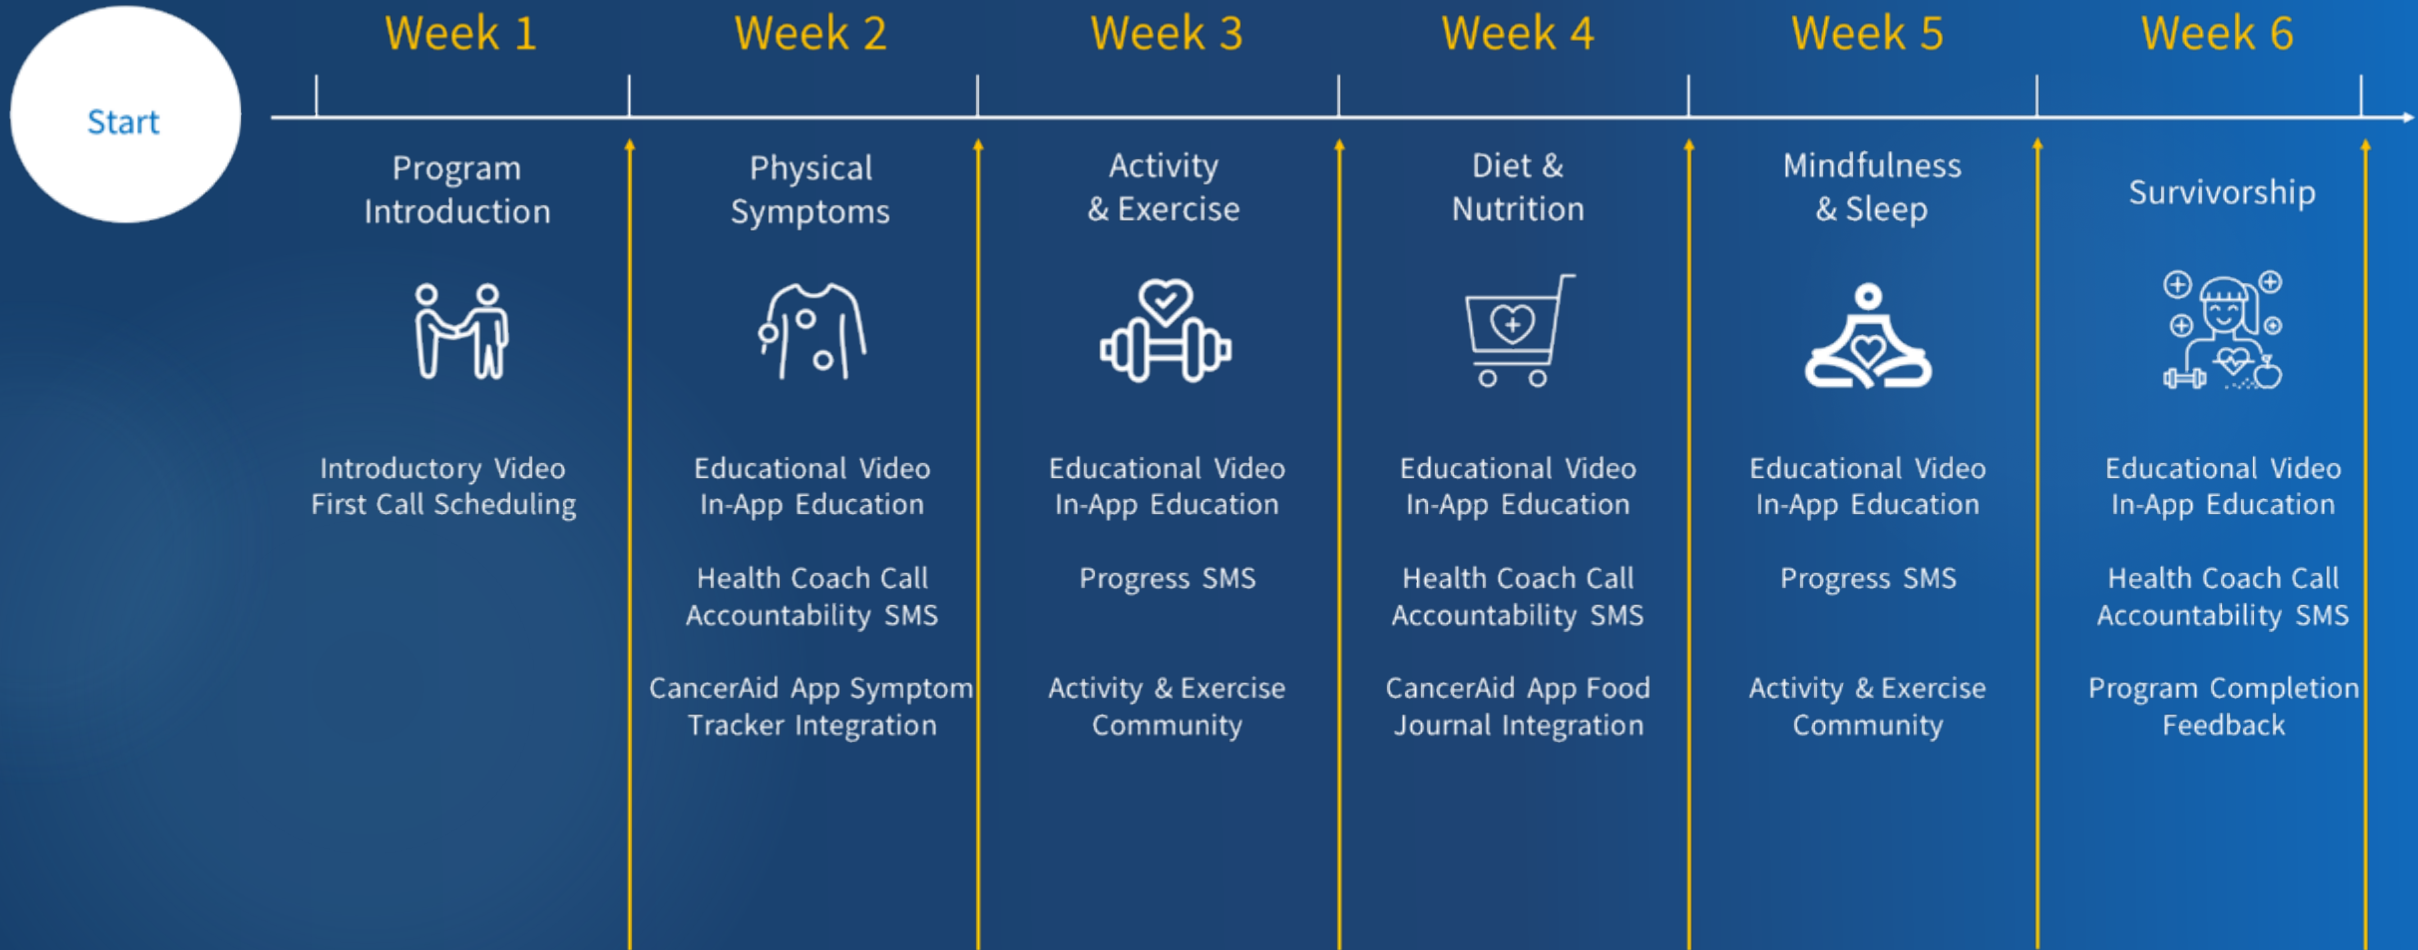 Start
Week 1
Week 2
Week 3
Week 4
Week 5
Week 6
Program
Introduction
Introductory Video
First Call Scheduling
Physical
Symptoms
Educational Video
In-App Education
Health Coach Call
Accountability SMS
CancerAid App Symptom
Tracker Integration
Activity
& Exercise
Educational Video
In-App Education
Progress SMS
Activity & Exercise
Community
Diet &
Nutrition
Educational Video
In-App Education
Health Coach Call
Accountability SMS
CancerAid App Food
Journal Integration
Mindfulness
& Sleep
Educational Video
In-App Education
Progress SMS
Activity & Exercise
Community
Survivorship
Educational Video
In-App Education
Health Coach Call
Accountability SMS
Program Completion
Feedback